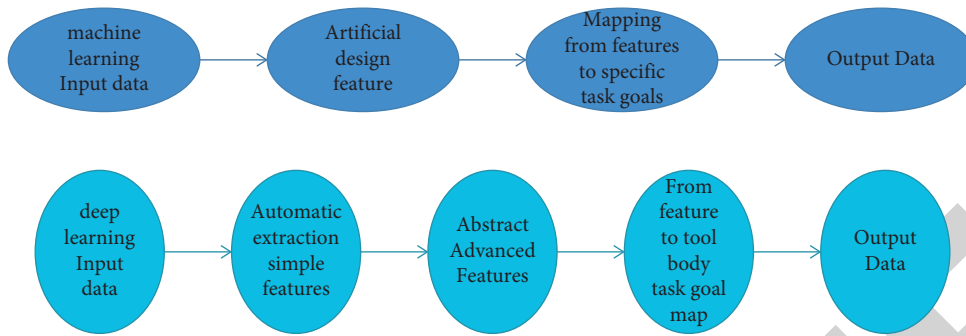 machine
learning
Input data
Artificial
design
feature
Mapping
from features
to specific
task goals
Output Data
deep
learning
Input
data
Automatic
extraction
simple
features
Abstract
Advanced
Features
From
feature
to tool
body
task goal
map
Output
Data